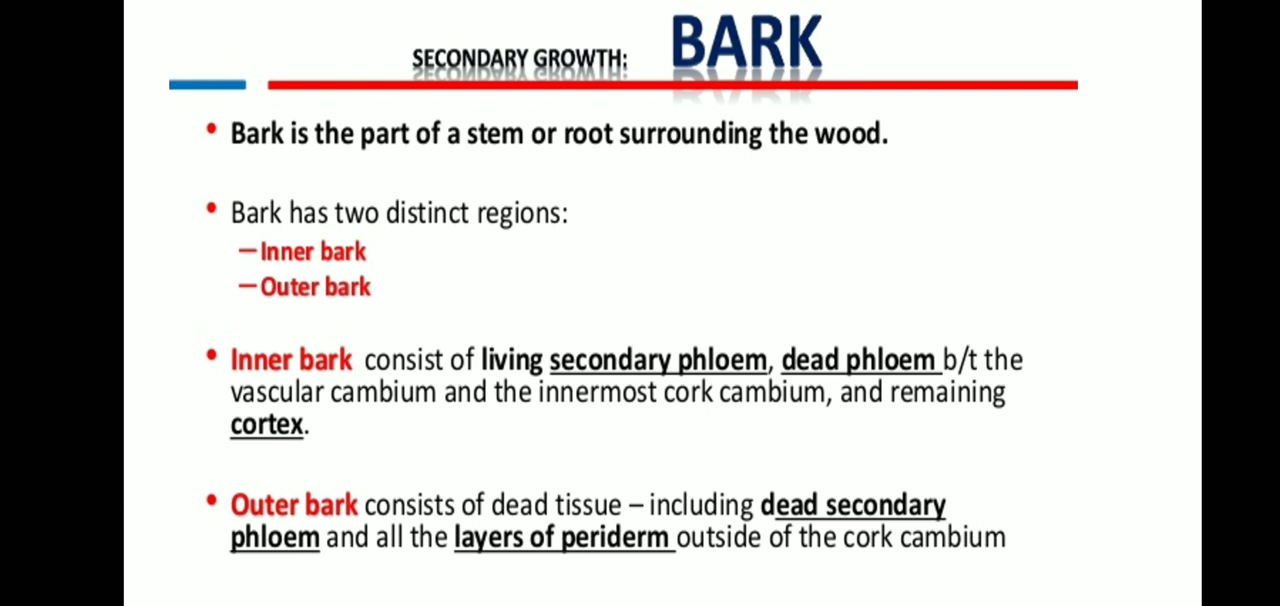 SECONDARY GROWTH: BARK
• Bark is the part of a stem or root surrounding the wood.
• Bark has two distinct regions:
– Inner bark
– Outer bark
• Inner bark consist of living secondary phloem, dead phloem b/t the
vascular cambium and the innermost cork cambium, and remaining
cortex.
• Outer bark consists of dead tissue – including dead secondary
phloem and all the layers of periderm outside of the cork cambium